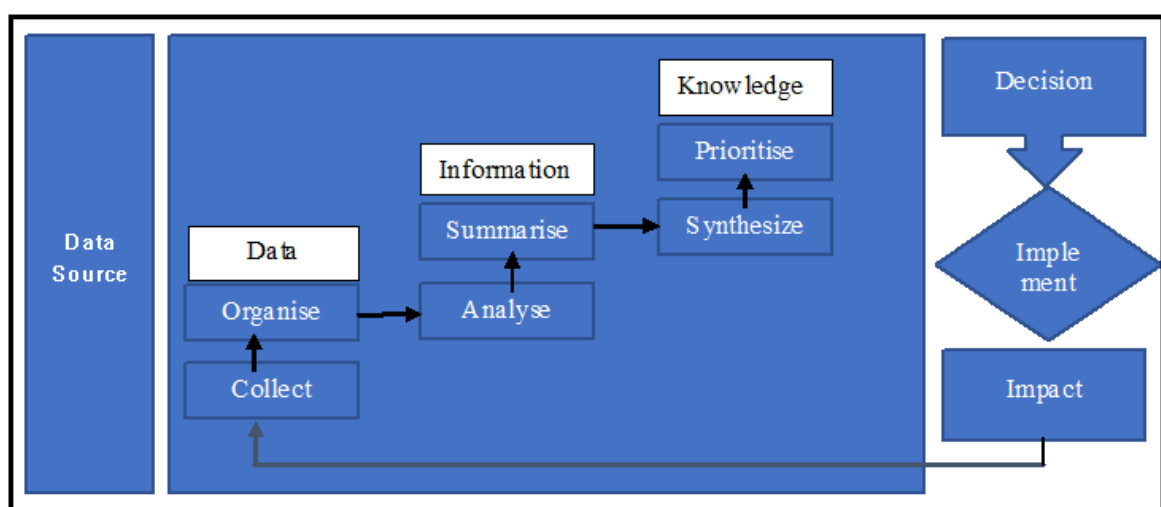 Data
Source
Data
Organise
Collect
Information
Summarise
Analyse
Knowledge
Prioritise
Synthesize
Decision
Imple
ment
Impact